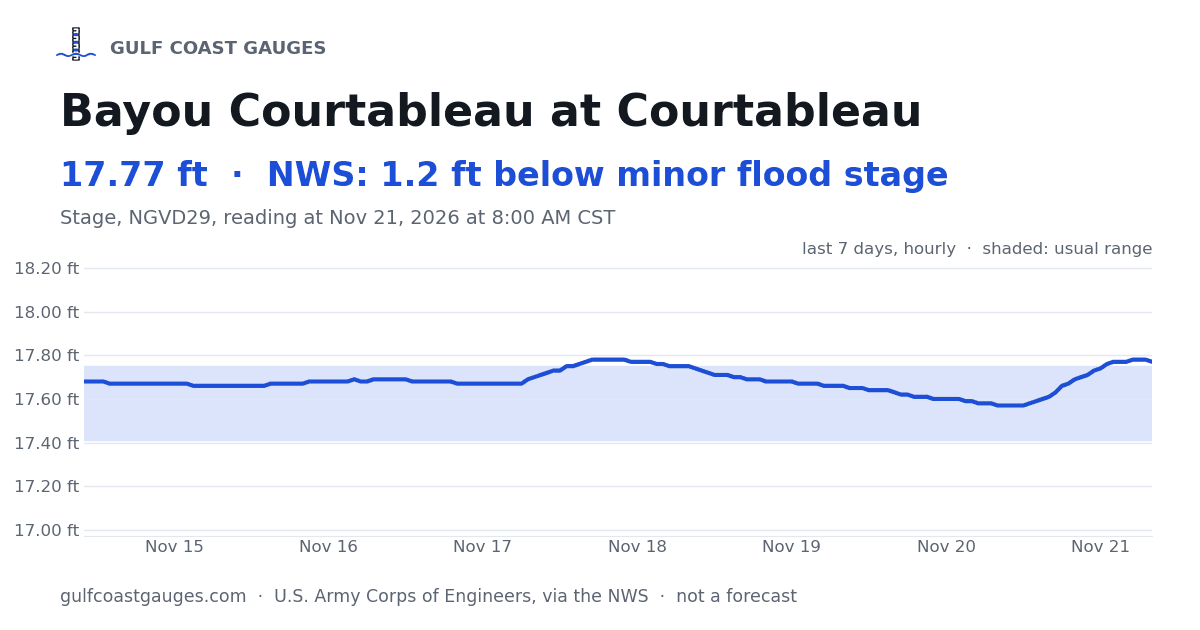 GULF COAST GAUGES
Bayou Courtableau at Courtableau
17.77 ft · NWS: 1.2 ft below minor flood stage
Stage, NGVD29, reading at Nov 21, 2026 at 8:00 AM CST
last 7 days, hourly · shaded: usual range
18.20 ft
18.00 ft
17.80 ft
17.60 ft
17.40 ft
17.20 ft
17.00 ft
Nov 15 Nov 16 Nov 17 Nov 18 Nov 19 Nov 20 Nov 21
gulfcoastgauges.com · U.S. Army Corps of Engineers, via the NWS · not a forecast